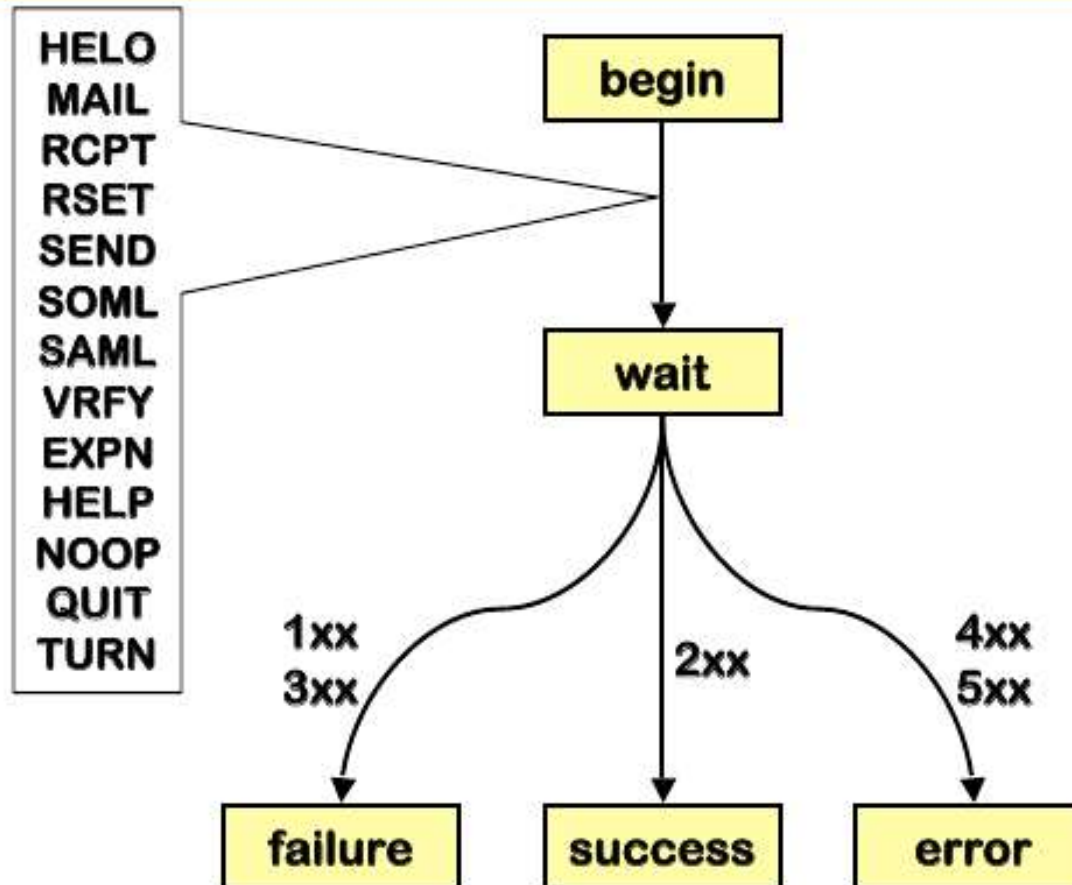 HELO
MAIL
RCPT
RSET
SEND
SOML
SAML
VRFY
EXPN
HELP
NOOP
QUIT
TURN
begin
wait
1xx
3xx
2xx
4xx
5xx
failure
success
error